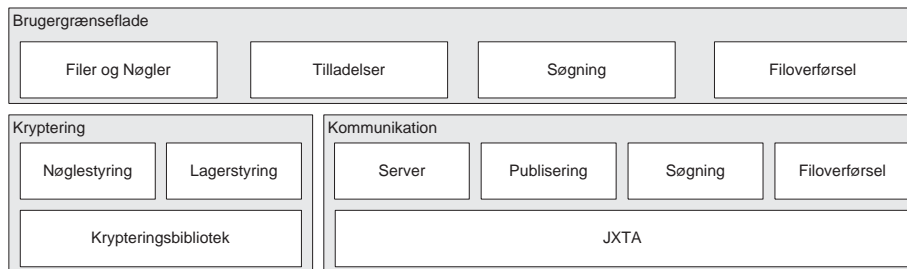 Brugergrænseflade
Filer og Nøgler
Tilladelser
Søgning
Filoverførsel
Kryptering
Nøglestyring
Lagerstyring
Krypteringsbibliotek
Kommunikation
Server
Publisering
Søgning
Filoverførsel
JXTA